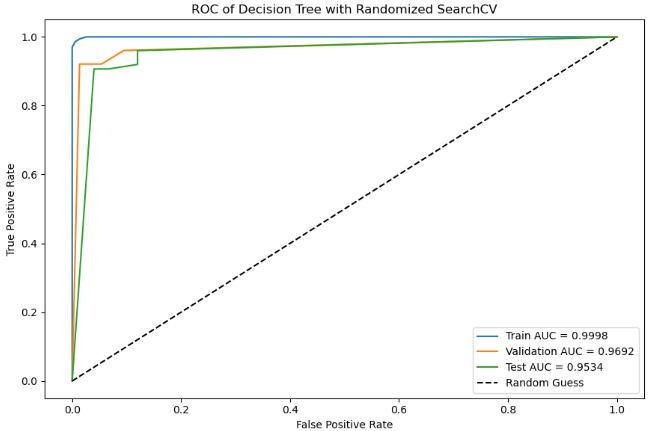 ROC of Decision Tree with Randomized SearchCV
True Positive Rate
1.0
0.8
0.6
0.4
0.2
0.0
Train AUC = 0.9998
Validation AUC = 0.9692
Test AUC = 0.9534
Random Guess
0.0 0.2 0.4 0.6 0.8 1.0
False Positive Rate